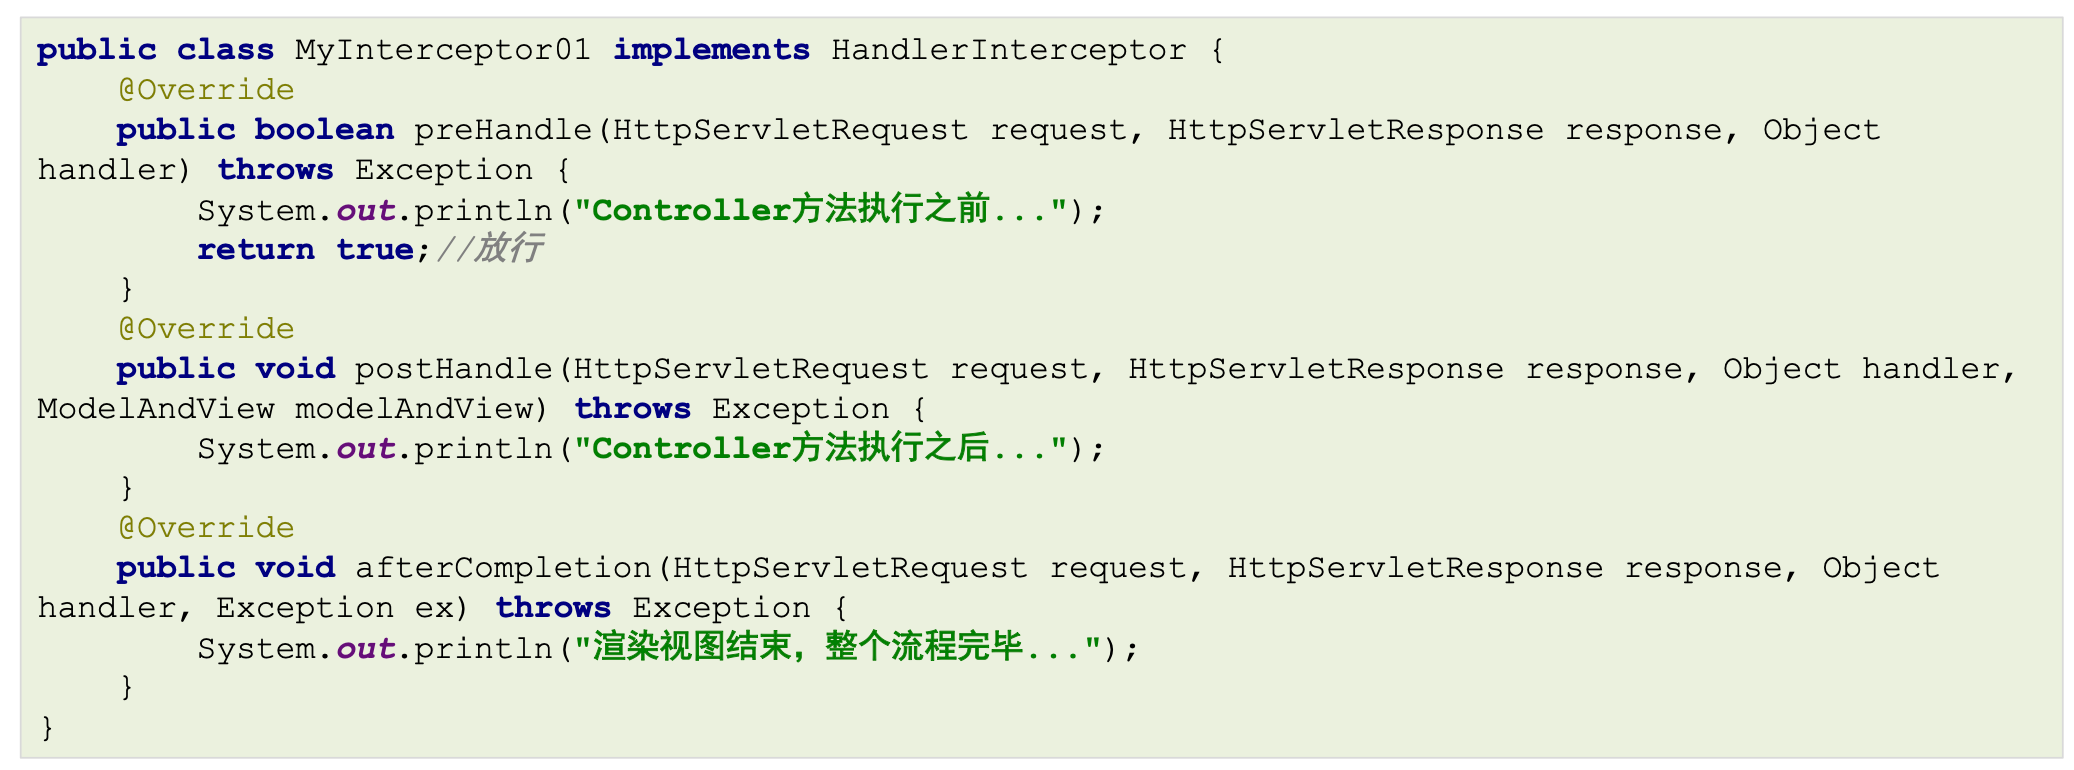 public class MyInterceptor01 implements HandlerInterceptor {
    @Override
    public boolean preHandle(HttpServletRequest request, HttpServletResponse response, Object
handler) throws Exception {
        System.out.println("Controller方法执行之前...");
        return true;//放行
    }
    @Override
    public void postHandle(HttpServletRequest request, HttpServletResponse response, Object handler,
ModelAndView modelAndView) throws Exception {
        System.out.println("Controller方法执行之后...");
    }
    @Override
    public void afterCompletion(HttpServletRequest request, HttpServletResponse response, Object
handler, Exception ex) throws Exception {
        System.out.println("渲染视图结束，整个流程完毕...");
    }
}